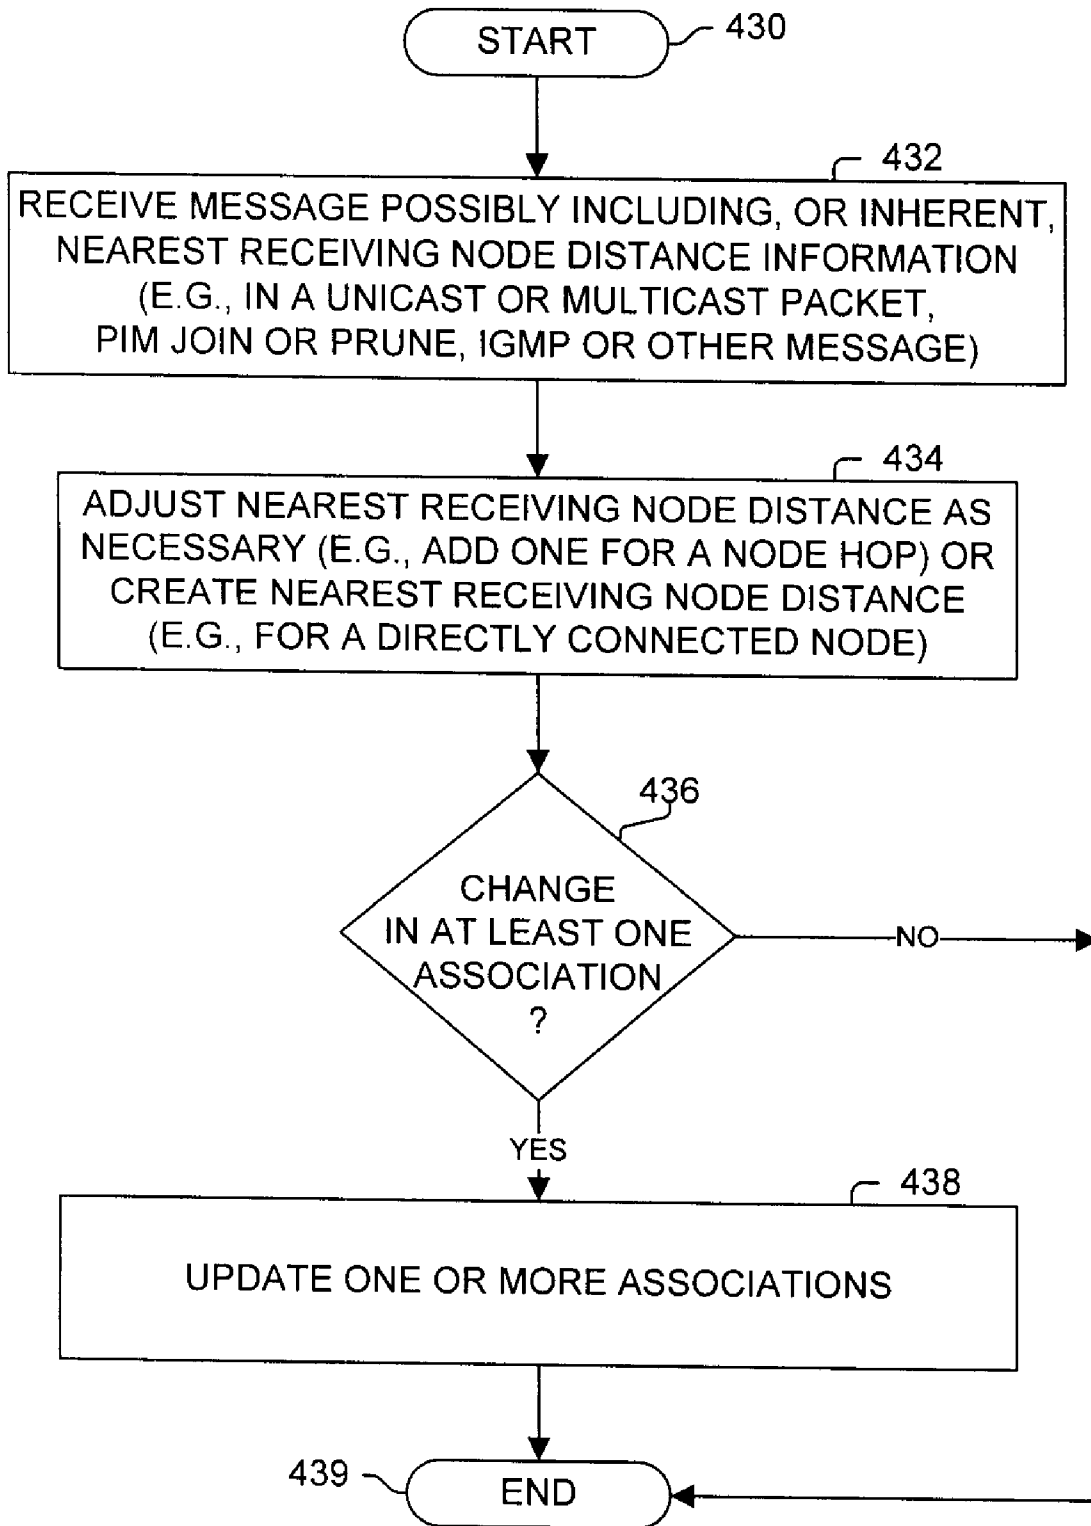 START
430
432
RECEIVE MESSAGE POSSIBLY INCLUDING, OR INHERENT,
NEAREST RECEIVING NODE DISTANCE INFORMATION
(E.G., IN A UNICAST OR MULTICAST PACKET,
PIM JOIN OR PRUNE, IGMP OR OTHER MESSAGE)
434
ADJUST NEAREST RECEIVING NODE DISTANCE AS
NECESSARY (E.G., ADD ONE FOR A NODE HOP) OR
CREATE NEAREST RECEIVING NODE DISTANCE
(E.G., FOR A DIRECTLY CONNECTED NODE)
436
CHANGE
IN AT LEAST ONE
ASSOCIATION
?
NO
YES
438
UPDATE ONE OR MORE ASSOCIATIONS
439
END